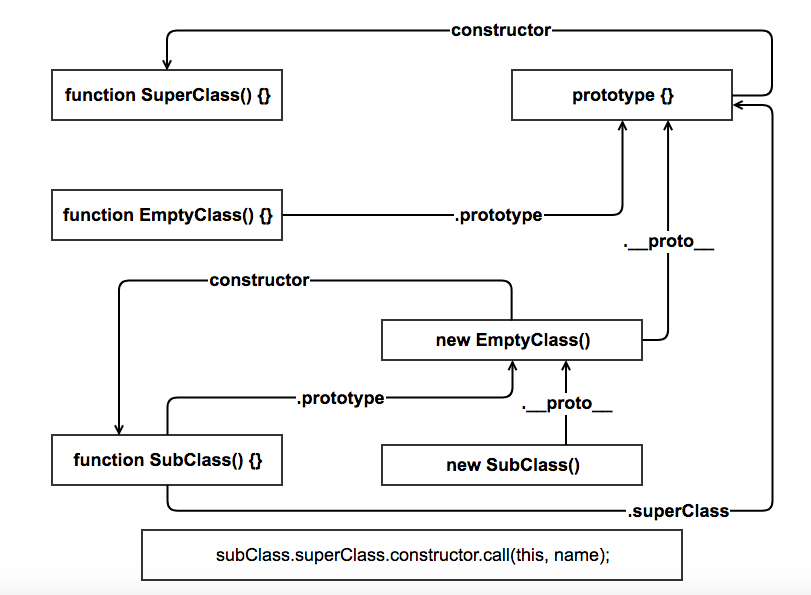 constructor
function SuperClass() {}
prototype {}
function EmptyClass() {}
.prototype
.__proto__
constructor
new EmptyClass()
.prototype
.__proto__
function SubClass() {}
new SubClass()
.superClass
subClass.superClass.constructor.call(this, name);